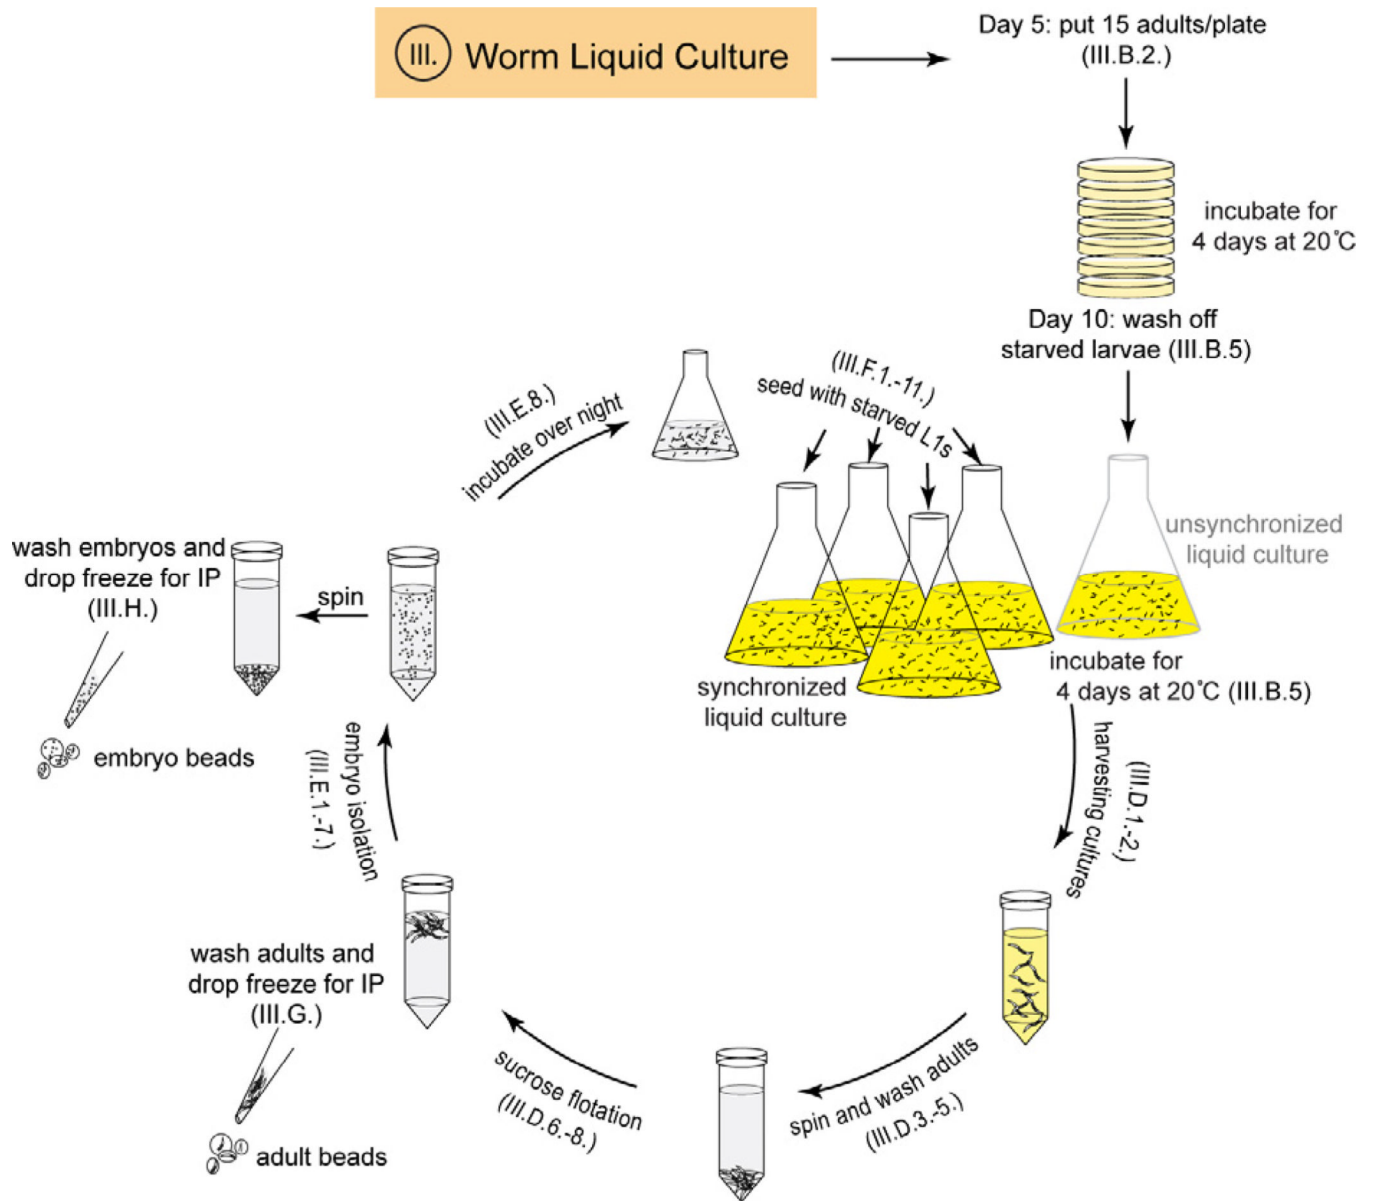 III. Worm Liquid Culture
Day 5: put 15 adults/plate
(III.B.2.)
incubate for
4 days at 20°C
Day 10: wash off
starved larvae (III.B.5)
unsynchronized
liquid culture
incubate for
4 days at 20°C (III.B.5)
harvesting cultures
(III.D.1.-2.)
spin and wash adults
(III.D.3.-5.)
sucrose flotation
(III.D.6.-8.)
wash adults and
drop freeze for IP
(III.G.)
adult beads
embryo isolation
(III.E.1.-7.)
spin
wash embryos and
drop freeze for IP
(III.H.)
embryo beads
(III.E.8.)
incubate over night
(III.F.1.-11.)
seed with starved L1s
synchronized
liquid culture